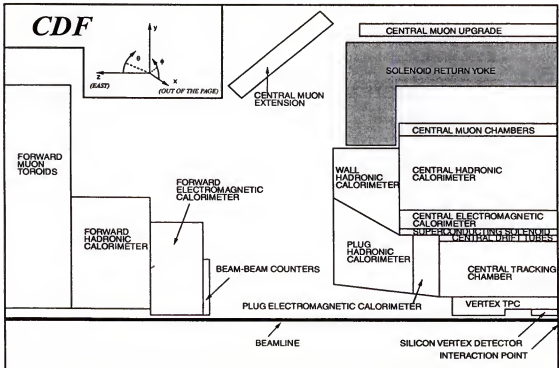 CDF
y
θ
ϕ
z
x
(EAST)
(OUT OF THE PAGE)
CENTRAL MUON
EXTENSION
CENTRAL MUON UPGRADE
SOLENOID RETURN YOKE
CENTRAL MUON CHAMBERS
FORWARD
MUON
TOROIDS
WALL
HADRONIC
CALORIMETER
CENTRAL HADRONIC
CALORIMETER
FORWARD
ELECTROMAGNETIC
CALORIMETER
FORWARD
HADRONIC
CALORIMETER
CENTRAL ELECTROMAGNETIC
CALORIMETER
SUPERCONDUCTING SOLENOID
CENTRAL DRIFT TUBES
PLUG
HADRONIC
CALORIMETER
BEAM-BEAM COUNTERS
CENTRAL TRACKING
CHAMBER
PLUG ELECTROMAGNETIC CALORIMETER
VERTEX TPC
BEAMLINE
SILICON VERTEX DETECTOR
INTERACTION POINT